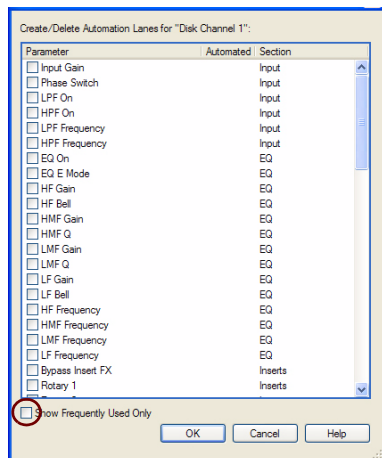 Create/Delete Automation Lanes for "Disk Channel 1":
Parameter Automated Section
Input Gain Input
Phase Switch Input
LPF On Input
HPF On Input
LPF Frequency Input
HPF Frequency Input
EQ On EQ
EQ E Mode EQ
HF Gain EQ
HF Bell EQ
HMF Gain EQ
HMF Q EQ
LMF Gain EQ
LMF Q EQ
LF Gain EQ
LF Bell EQ
HF Frequency EQ
HMF Frequency EQ
LMF Frequency EQ
LF Frequency EQ
Bypass Insert FX Inserts
Rotary 1 Inserts
Show Frequently Used Only
OK Cancel Help